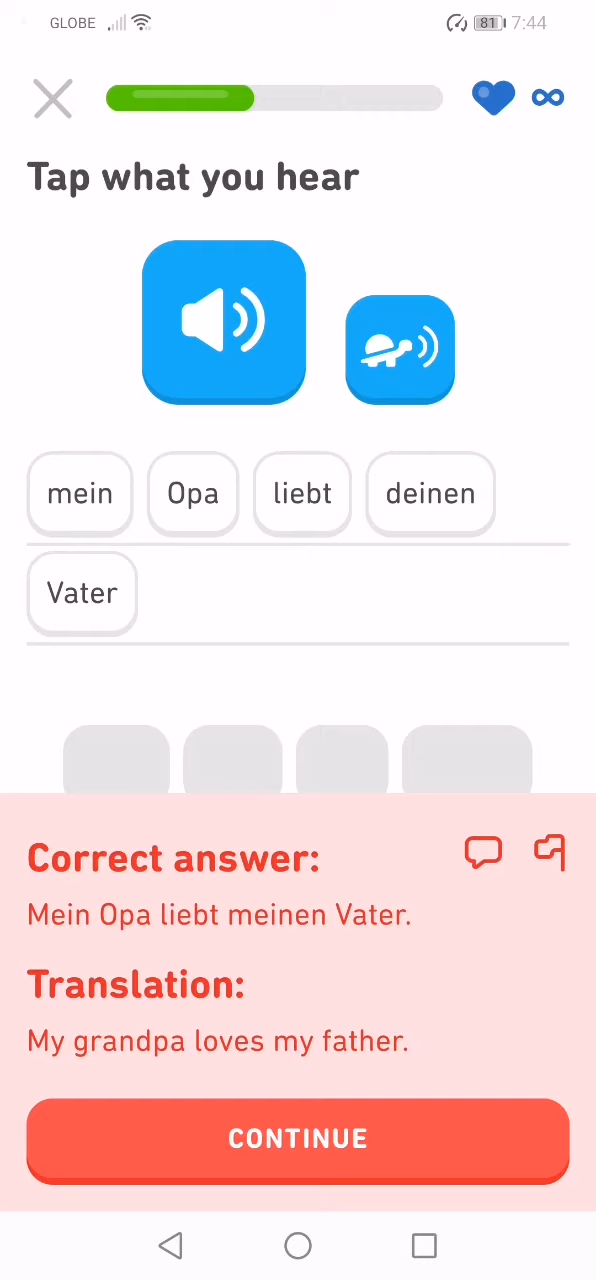 GLOBE 81 7:44
Tap what you hear
mein Opa liebt deinen
Vater
Correct answer:
Mein Opa liebt meinen Vater.
Translation:
My grandpa loves my father.
CONTINUE